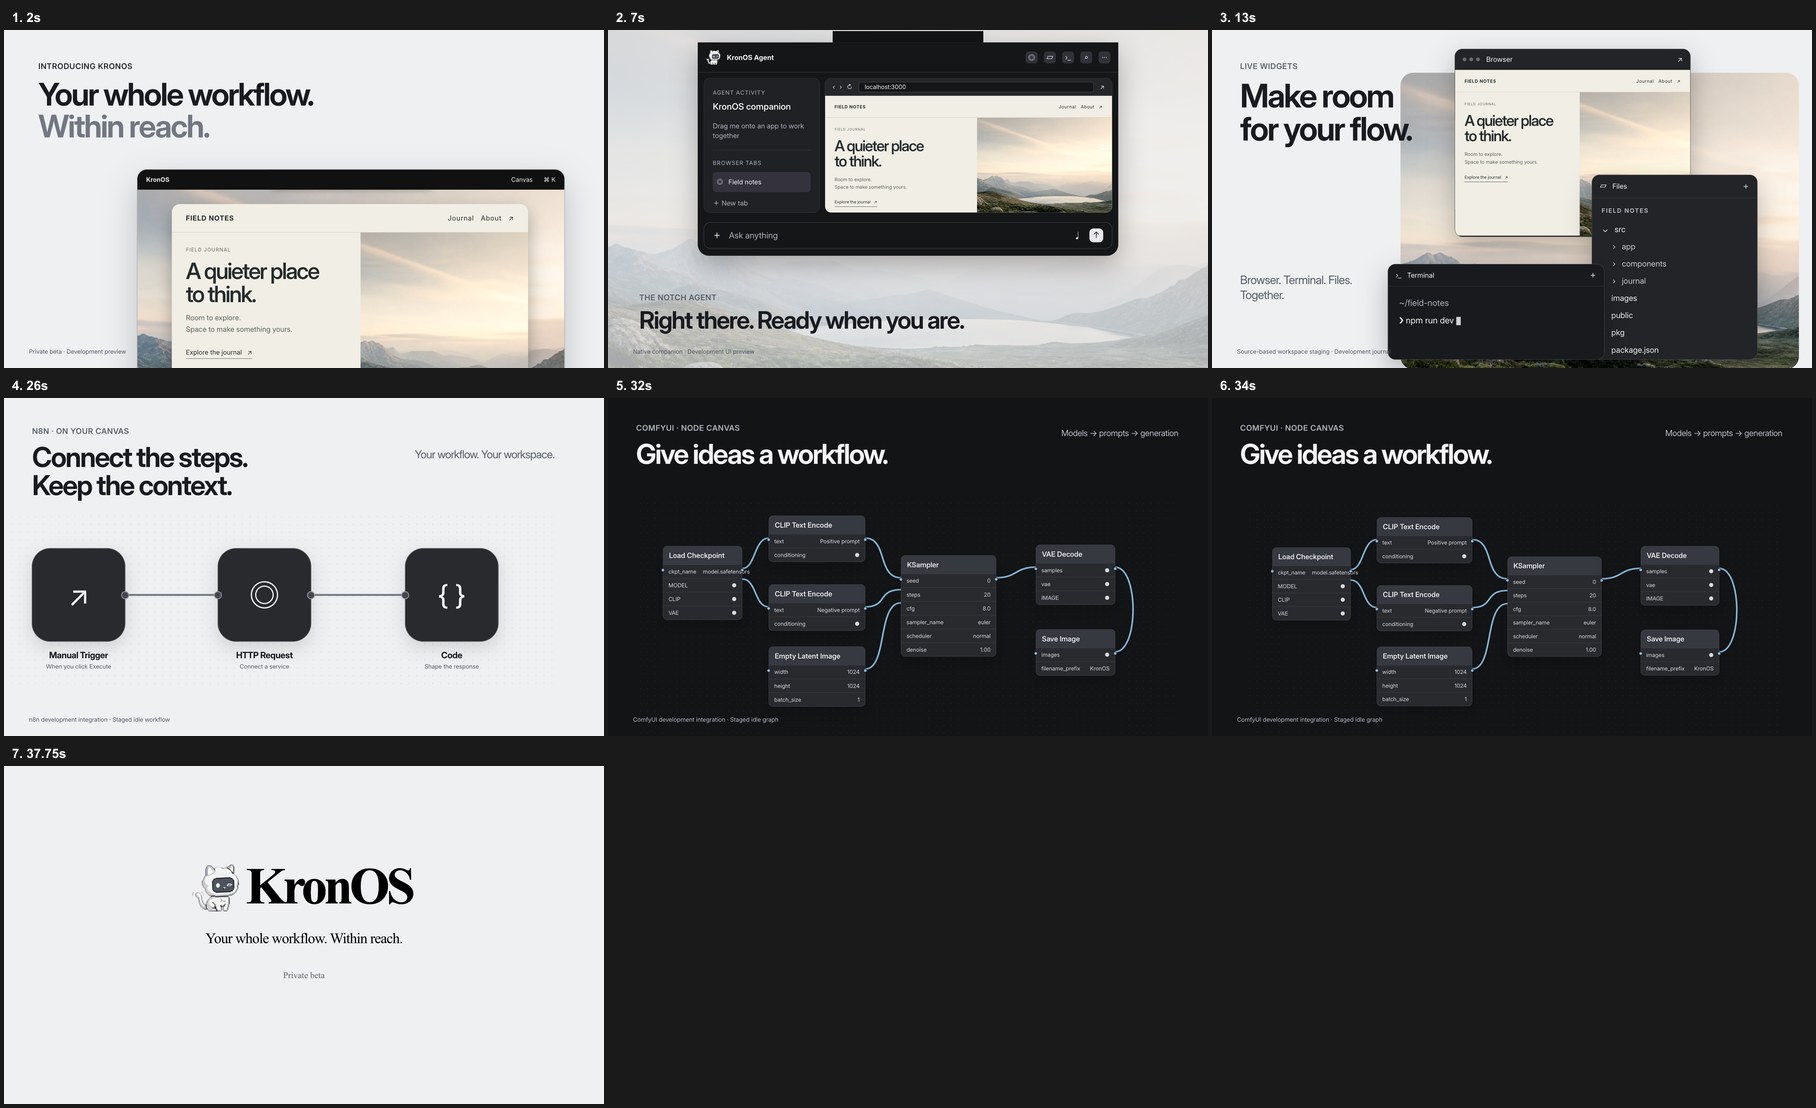 1. 2s
INTRODUCING KRONOS
Your whole workflow.
Within reach.
KronOS
Canvas ⌘ K
FIELD NOTES
Journal About ↗
FIELD JOURNAL
A quieter place
to think.
Room to explore.
Space to make something yours.
Explore the journal ↗
Private beta · Development preview
2. 7s
KronOS Agent
AGENT ACTIVITY
KronOS companion
Drag me onto an app to work
together
BROWSER TABS
Field notes
+ New tab
localhost:3000
FIELD NOTES
Journal About ↗
FIELD JOURNAL
A quieter place
to think.
Room to explore.
Space to make something yours.
Explore the journal ↗
+ Ask anything
THE NOTCH AGENT
Right there. Ready when you are.
Native companion · Development UI preview
3. 13s
LIVE WIDGETS
Make room
for your flow.
Browser
FIELD NOTES
Journal About ↗
FIELD JOURNAL
A quieter place
to think.
Room to explore.
Space to make something yours.
Explore the journal ↗
Files +
FIELD NOTES
src
app
components
journal
images
public
pkg
package.json
Browser. Terminal. Files.
Together.
Terminal +
~/field-notes
❯ npm run dev
Source-based workspace staging · Development
4. 26s
N8N · ON YOUR CANVAS
Connect the steps.
Keep the context.
Your workflow. Your workspace.
{ }
Manual Trigger
When you click Execute
HTTP Request
Connect a service
Code
Shape the response
n8n development integration · Staged idle workflow
5. 32s
COMFYUI · NODE CANVAS
Give ideas a workflow.
Models → prompts → generation
Load Checkpoint
ckpt_name model.safetensors
MODEL
CLIP
VAE
CLIP Text Encode
text Positive prompt
conditioning
CLIP Text Encode
text Negative prompt
conditioning
Empty Latent Image
width 1024
height 1024
batch_size 1
KSampler
seed 0
steps 20
cfg 8.0
sampler_name euler
scheduler normal
denoise 1.00
VAE Decode
samples
vae
IMAGE
Save Image
images
filename_prefix KronOS
ComfyUI development integration · Staged idle graph
6. 34s
COMFYUI · NODE CANVAS
Give ideas a workflow.
Models → prompts → generation
Load Checkpoint
ckpt_name model.safetensors
MODEL
CLIP
VAE
CLIP Text Encode
text Positive prompt
conditioning
CLIP Text Encode
text Negative prompt
conditioning
Empty Latent Image
width 1024
height 1024
batch_size 1
KSampler
seed 0
steps 20
cfg 8.0
sampler_name euler
scheduler normal
denoise 1.00
VAE Decode
samples
vae
IMAGE
Save Image
images
filename_prefix KronOS
ComfyUI development integration · Staged idle graph
7. 37.75s
KronOS
Your whole workflow. Within reach.
Private beta